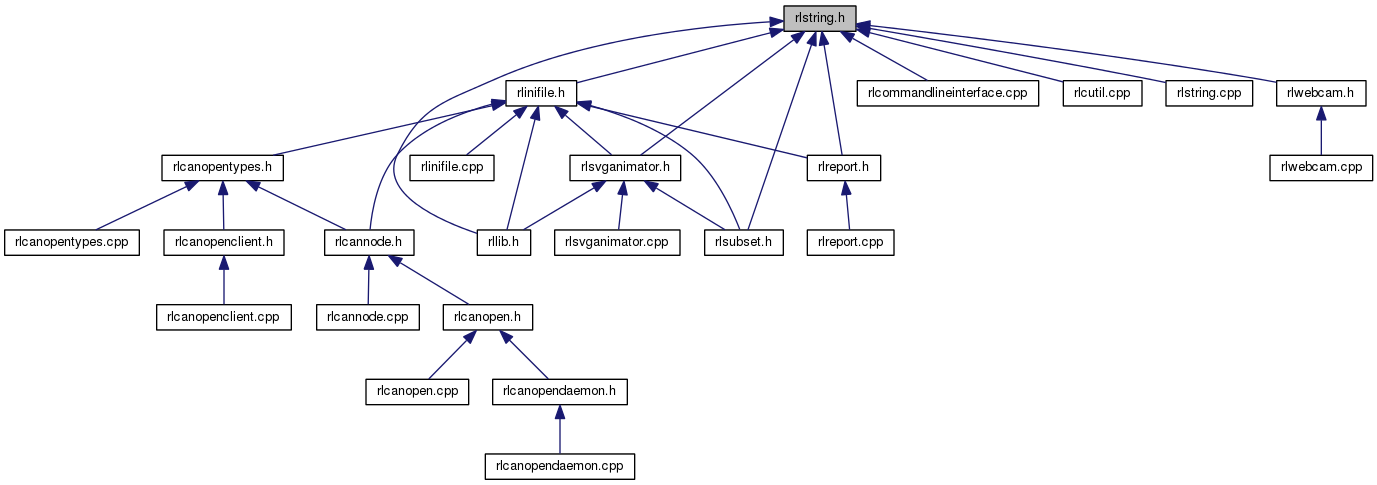 rlstring.h
rlinifile.h
rlcommandlineinterface.cpp
rlcutil.cpp
rlstring.cpp
rlwebcam.h
rlcanopentypes.h
rlinifile.cpp
rlsvganimator.h
rlreport.h
rlwebcam.cpp
rlcanopentypes.cpp
rlcanopenclient.h
rlcannode.h
rllib.h
rlsvganimator.cpp
rlsubset.h
rlreport.cpp
rlcanopenclient.cpp
rlcannode.cpp
rlcanopen.h
rlcanopen.cpp
rlcanopendaemon.h
rlcanopendaemon.cpp